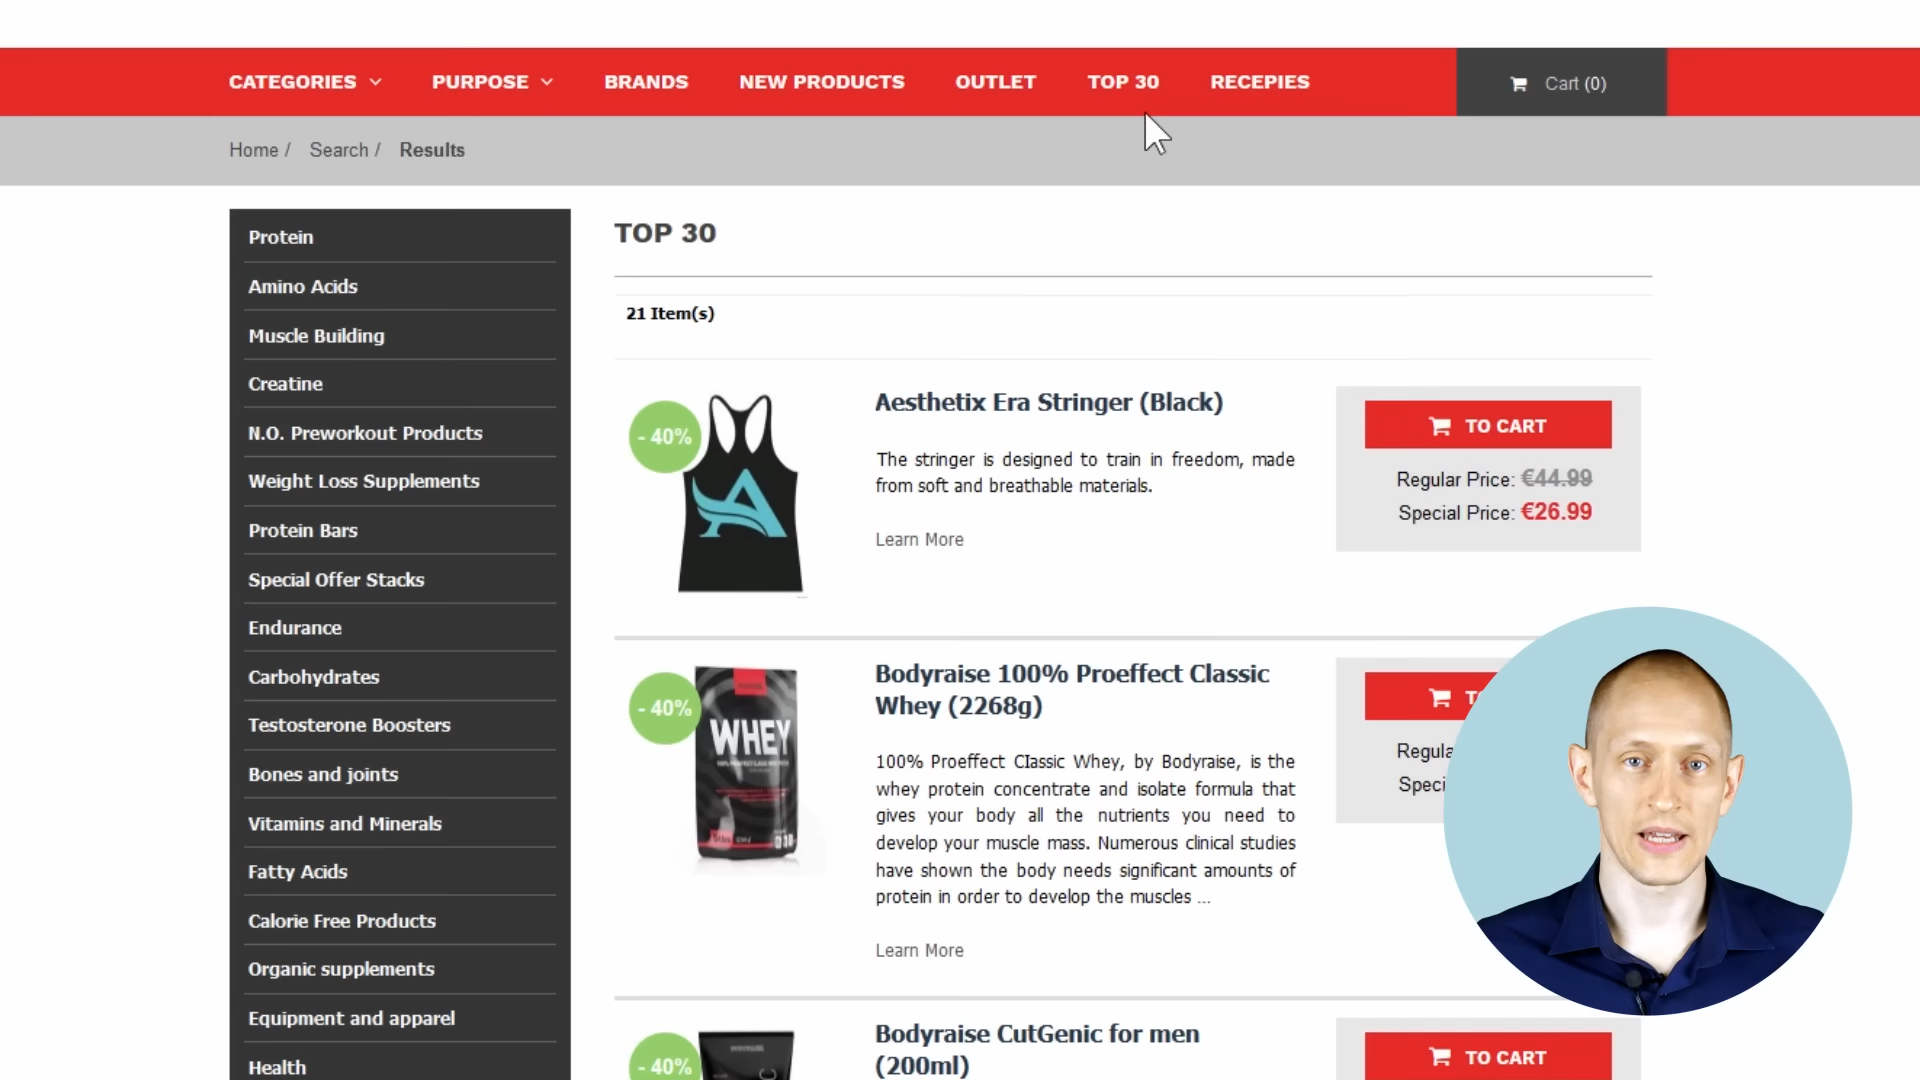 CATEGORIES PURPOSE BRANDS NEW PRODUCTS OUTLET TOP 30 RECEPIES Cart (0)
Home / Search / Results
Protein
Amino Acids
Muscle Building
Creatine
N.O. Preworkout Products
Weight Loss Supplements
Protein Bars
Special Offer Stacks
Endurance
Carbohydrates
Testosterone Boosters
Bones and joints
Vitamins and Minerals
Fatty Acids
Calorie Free Products
Organic supplements
Equipment and apparel
Health
TOP 30
21 Item(s)
- 40%
Aesthetix Era Stringer (Black)
The stringer is designed to train in freedom, made
from soft and breathable materials.
Learn More
TO CART
Regular Price: €44.99
Special Price: €26.99
- 40%
WHEY
Bodyraise 100% Proeffect Classic
Whey (2268g)
100% Proeffect Classic Whey, by Bodyraise, is the
whey protein concentrate and isolate formula that
gives your body all the nutrients you need to
develop your muscle mass. Numerous clinical studies
have shown the body needs significant amounts of
protein in order to develop the muscles ...
Learn More
T
Regula
Speci
- 40%
Bodyraise CutGenic for men
(200ml)
TO CART